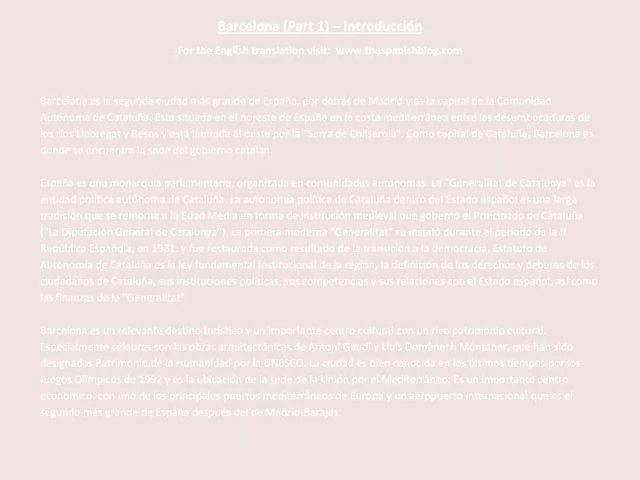 Barcelona (Part 1) – Introducción
For the English translation visit: www.thespanishblog.com
Barcelona es la segunda ciudad más grande de España, por detrás de Madrid y es la capital de la Comunidad
Autónoma de Cataluña. Esta situada en el noreste de España en la costa mediterránea entre las desembocaduras de
los ríos Llobregat y Besos y está limitada al oeste por la "Serra de Collserola". Como capital de Cataluña, Barcelona es
donde se encuentra la sede del gobierno catalán.
España es una monarquía parlamentaria, organizada en comunidades autónomas. La "Generalitat de Catalunya" es la
entidad política autónoma de Cataluña. La autonomía política de Cataluña dentro del Estado español es una larga
tradición que se remonta a la Edad Media en forma de institución medieval que gobernó el Principado de Cataluña
("La Diputación General de Catalunya"). La primera moderna "Generalitat" se instaló durante el período de la II
República Española, en 1931, y fue restaurada como resultado de la transición a la democracia. Estatuto de
Autonomía de Cataluña es la ley fundamental institucional de la región, la definición de los derechos y deberes de los
ciudadanos de Cataluña, sus instituciones políticas, sus competencias y sus relaciones con el Estado español, así como
las finanzas de la "Generalitat"
Barcelona es un relevante destino turístico y un importante centro cultural con un rico patrimonio cultural.
Especialmente celebres son las obras arquitectónicas de Antoni Gaudí y Lluís Domènech Montaner, que han sido
designadas Patrimonio de la Humanidad por la UNESCO. La ciudad es bien conocida en los últimos tiempos por los
Juegos Olímpicos de 1992 y es la ubicación de la sede de la Unión por el Mediterráneo. Es un importante centro
económico, con uno de los principales puertos mediterráneos de Europa y un aeropuerto internacional que es el
segundo más grande de España después del de Madrid-Barajas.